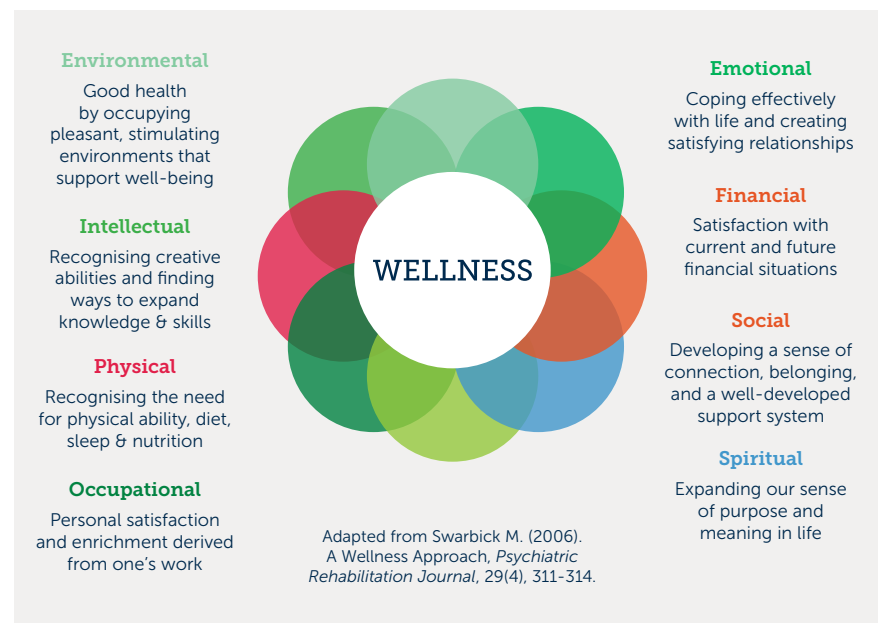 Environmental
Good health
by occupying
pleasant, stimulating
environments that
support well-being
Intellectual
Recognising creative
abilities and finding
ways to expand
knowledge & skills
Physical
Recognising the need
for physical ability, diet,
sleep & nutrition
Occupational
Personal satisfaction
and enrichment derived
from one's work
WELLNESS
Emotional
Coping effectively
with life and creating
satisfying relationships
Financial
Satisfaction with
current and future
financial situations
Social
Developing a sense of
connection, belonging,
and a well-developed
support system
Spiritual
Expanding our sense
of purpose and
meaning in life
Adapted from Swarbick M. (2006).
A Wellness Approach, Psychiatric
Rehabilitation Journal, 29(4), 311-314.